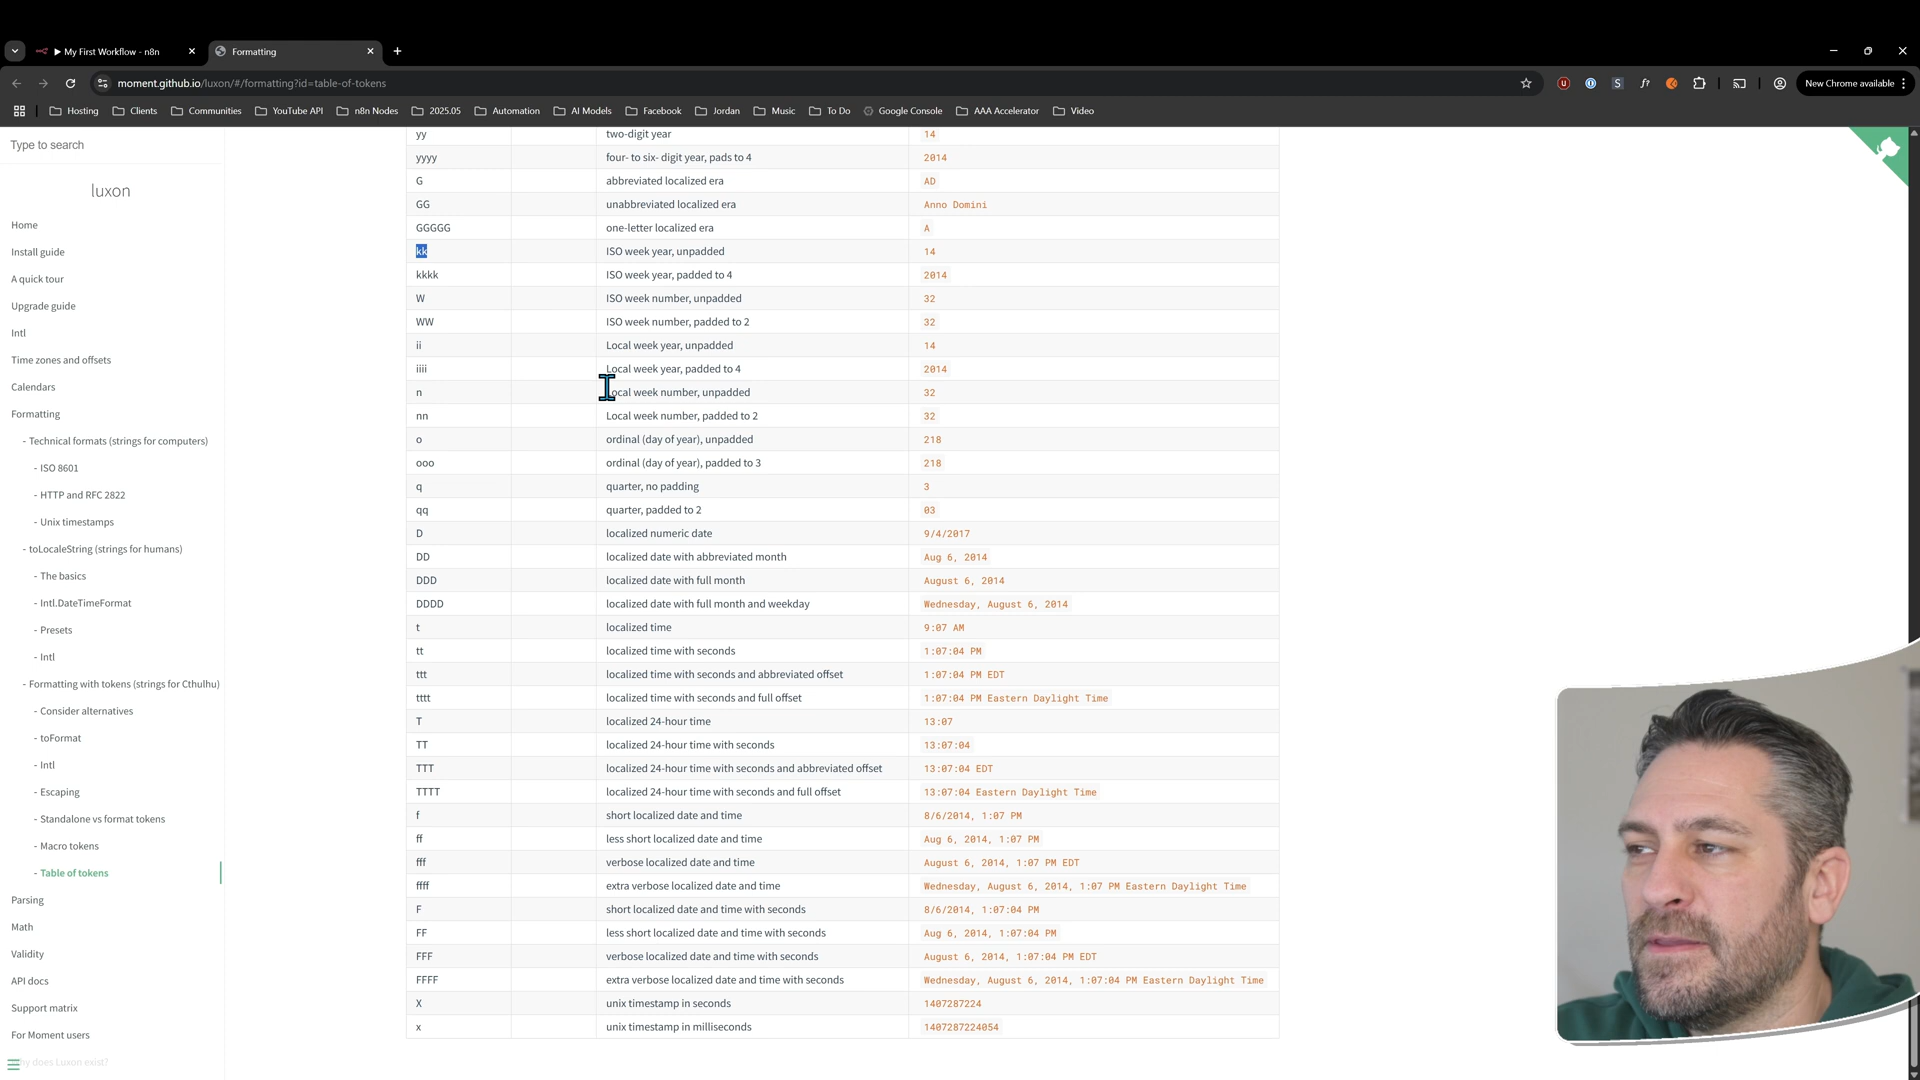 ▶ My First Workflow - n8n
Formatting
moment.github.io/luxon/#/formatting?id=table-of-tokens
New Chrome available
Hosting
Clients
Communities
YouTube API
n8n Nodes
2025.05
Automation
AI Models
Facebook
Jordan
Music
To Do
Google Console
AAA Accelerator
Video
Type to search
luxon
Home
Install guide
A quick tour
Upgrade guide
Intl
Time zones and offsets
Calendars
Formatting
- Technical formats (strings for computers)
- ISO 8601
- HTTP and RFC 2822
- Unix timestamps
- toLocaleString (strings for humans)
- The basics
- Intl.DateTimeFormat
- Presets
- Intl
- Formatting with tokens (strings for Cthulhu)
- Consider alternatives
- toFormat
- Intl
- Escaping
- Standalone vs format tokens
- Macro tokens
- Table of tokens
Parsing
Math
Validity
API docs
Support matrix
For Moment users
does Luxon exist?
yy two-digit year 14
yyyy four- to six- digit year, pads to 4 2014
G abbreviated localized era AD
GG unabbreviated localized era Anno Domini
GGGGG one-letter localized era A
kk ISO week year, unpadded 14
kkkk ISO week year, padded to 4 2014
W ISO week number, unpadded 32
WW ISO week number, padded to 2 32
ii Local week year, unpadded 14
iiii Local week year, padded to 4 2014
n Local week number, unpadded 32
nn Local week number, padded to 2 32
o ordinal (day of year), unpadded 218
ooo ordinal (day of year), padded to 3 218
q quarter, no padding 3
qq quarter, padded to 2 03
D localized numeric date 9/4/2017
DD localized date with abbreviated month Aug 6, 2014
DDD localized date with full month August 6, 2014
DDDD localized date with full month and weekday Wednesday, August 6, 2014
t localized time 9:07 AM
tt localized time with seconds 1:07:04 PM
ttt localized time with seconds and abbreviated offset 1:07:04 PM EDT
tttt localized time with seconds and full offset 1:07:04 PM Eastern Daylight Time
T localized 24-hour time 13:07
TT localized 24-hour time with seconds 13:07:04
TTT localized 24-hour time with seconds and abbreviated offset 13:07:04 EDT
TTTT localized 24-hour time with seconds and full offset 13:07:04 Eastern Daylight Time
f short localized date and time 8/6/2014, 1:07 PM
ff less short localized date and time Aug 6, 2014, 1:07 PM
fff verbose localized date and time August 6, 2014, 1:07 PM EDT
ffff extra verbose localized date and time Wednesday, August 6, 2014, 1:07 PM Eastern Daylight Time
F short localized date and time with seconds 8/6/2014, 1:07:04 PM
FF less short localized date and time with seconds Aug 6, 2014, 1:07:04 PM
FFF verbose localized date and time with seconds August 6, 2014, 1:07:04 PM EDT
FFFF extra verbose localized date and time with seconds Wednesday, August 6, 2014, 1:07:04 PM Eastern Daylight Time
X unix timestamp in seconds 1407287224
x unix timestamp in milliseconds 1407287224054